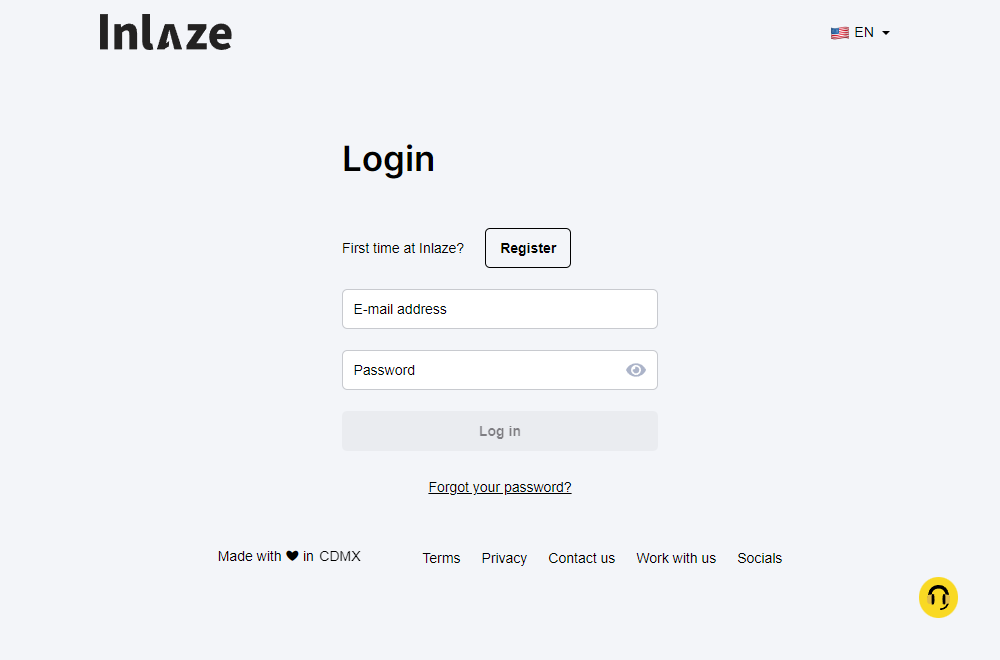 Inlaze
EN
Login
First time at Inlaze? Register
E-mail address
Password
Log in
Forgot your password?
Made with in CDMX
Terms Privacy Contact us Work with us Socials